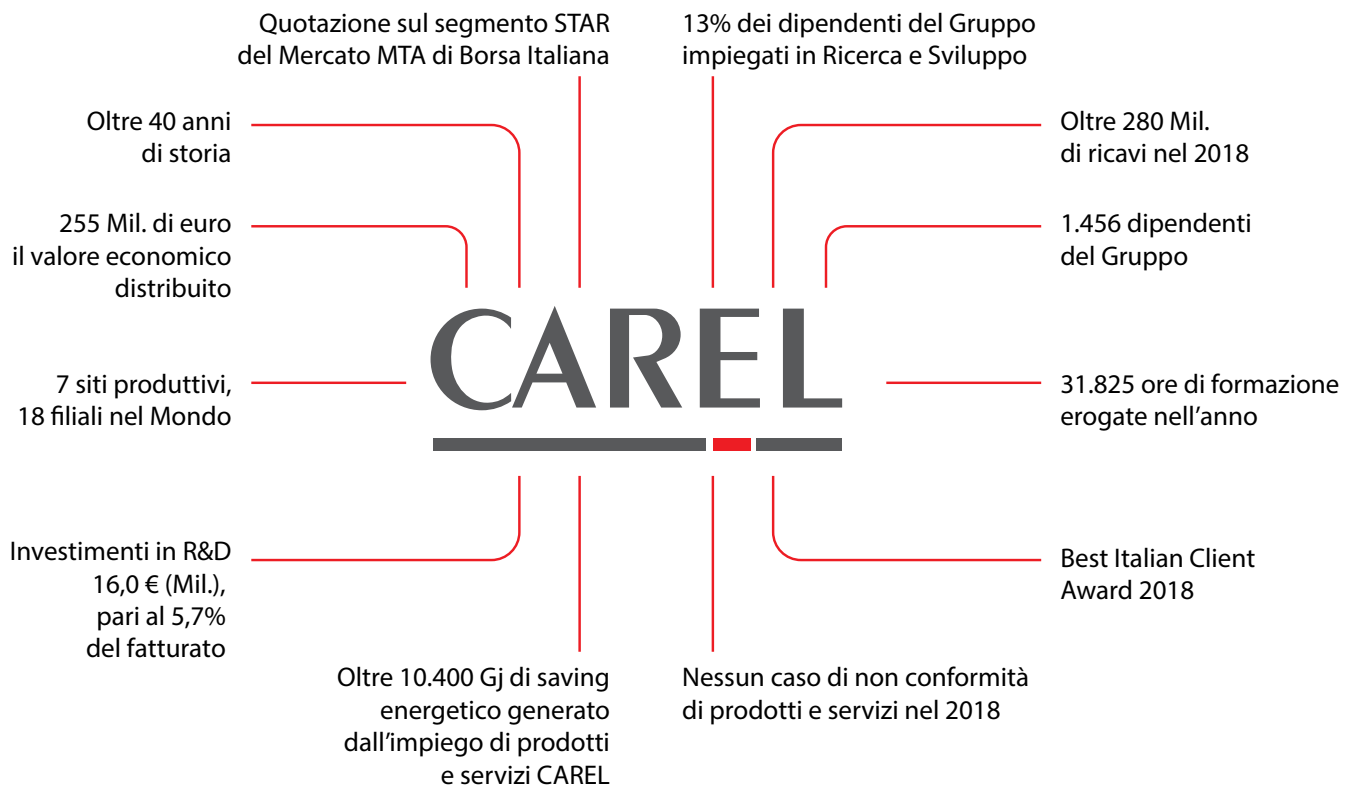 Quotazione sul segmento STAR
del Mercato MTA di Borsa Italiana
13% dei dipendenti del Gruppo
impiegati in Ricerca e Sviluppo
Oltre 40 anni
di storia
Oltre 280 Mil.
di ricavi nel 2018
255 Mil. di euro
il valore economico
distribuito
1.456 dipendenti
del Gruppo
CAREL
7 siti produttivi,
18 filiali nel Mondo
31.825 ore di formazione
erogate nell'anno
Investimenti in R&D
16,0 € (Mil.),
pari al 5,7%
del fatturato
Best Italian Client
Award 2018
Oltre 10.400 Gj di saving
energetico generato
dall'impiego di prodotti
e servizi CAREL
Nessun caso di non conformità
di prodotti e servizi nel 2018